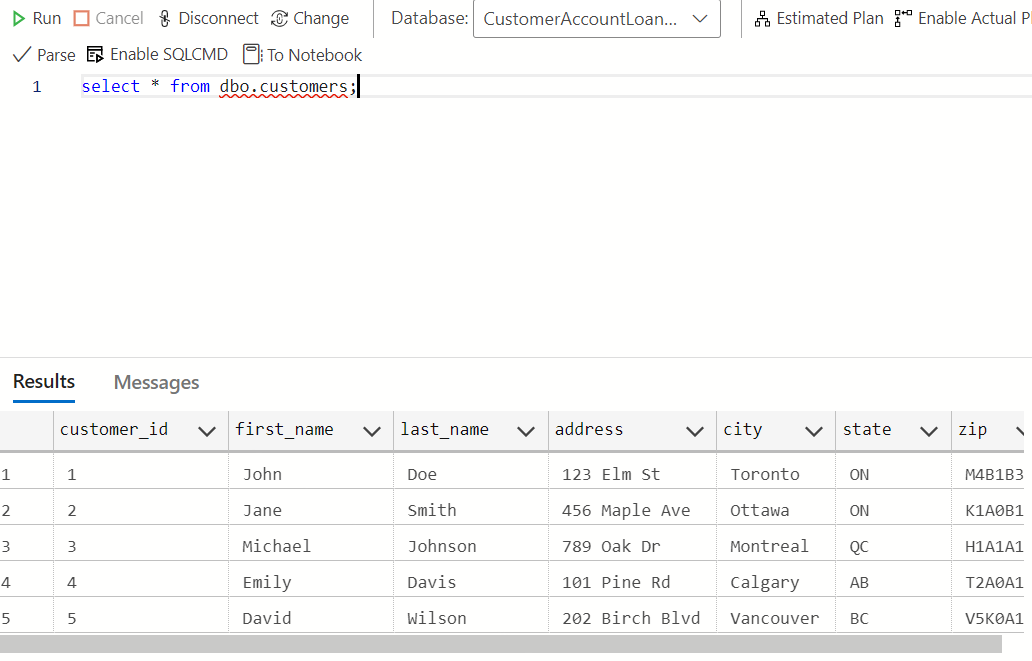 Run Cancel Disconnect Change Database: CustomerAccountLoan... Estimated Plan Enable Actual Pl
Parse Enable SQLCMD To Notebook
1 select * from dbo.customers;
Results Messages
customer_id first_name last_name address city state zip
1 1 John Doe 123 Elm St Toronto ON M4B1B3
2 2 Jane Smith 456 Maple Ave Ottawa ON K1A0B1
3 3 Michael Johnson 789 Oak Dr Montreal QC H1A1A1
4 4 Emily Davis 101 Pine Rd Calgary AB T2A0A1
5 5 David Wilson 202 Birch Blvd Vancouver BC V5K0A1